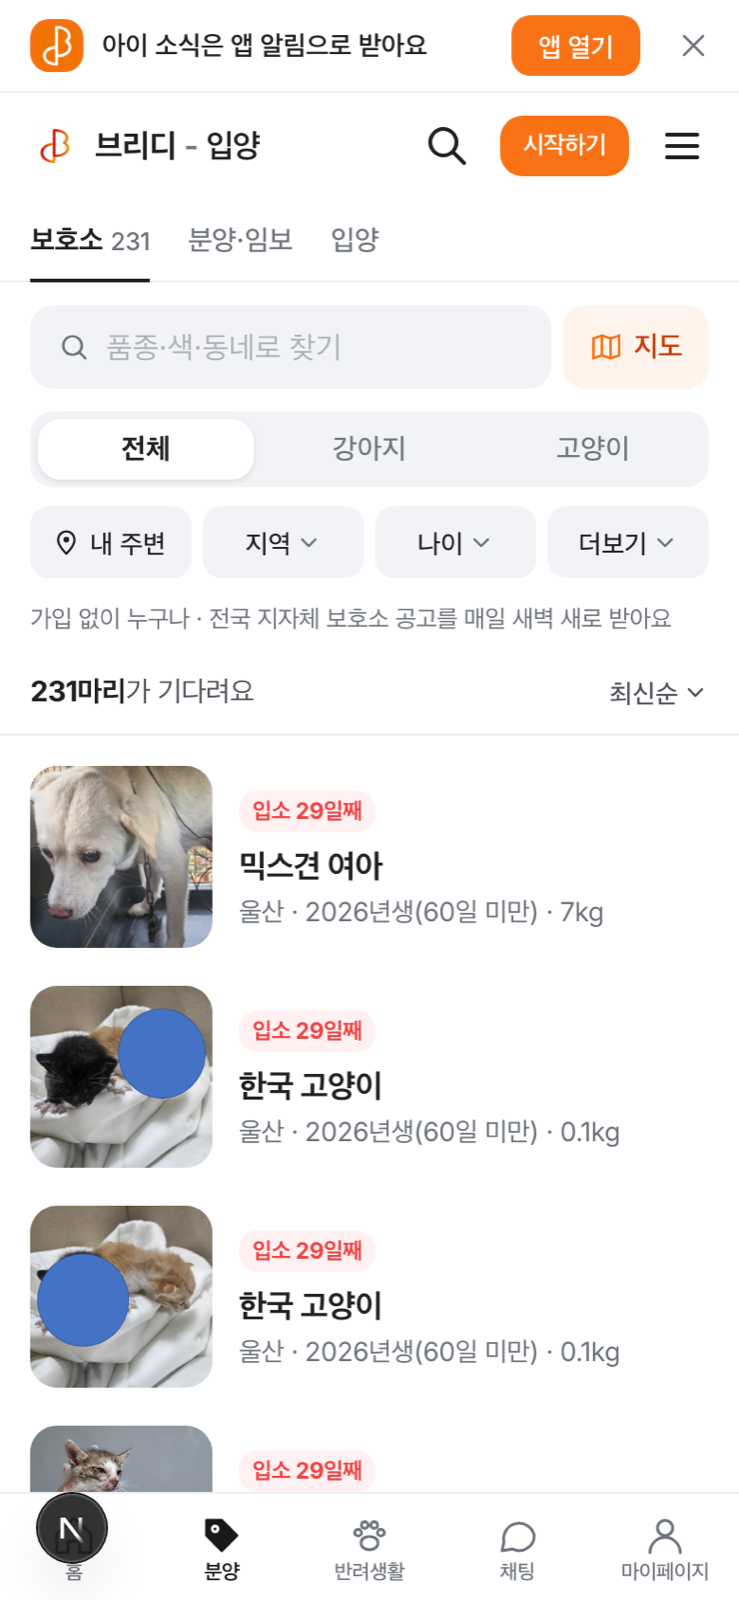 아이 소식은 앱 알림으로 받아요
앱 열기
브리디 - 입양
시작하기
보호소 231
분양·임보
입양
품종·색·동네로 찾기
지도
전체
강아지
고양이
내 주변
지역
나이
더보기
가입 없이 누구나 · 전국 지자체 보호소 공고를 매일 새벽 새로 받아요
231마리가 기다려요
최신순
입소 29일째
믹스견 여아
울산 · 2026년생(60일 미만) · 7kg
입소 29일째
한국 고양이
울산 · 2026년생(60일 미만) · 0.1kg
입소 29일째
한국 고양이
울산 · 2026년생(60일 미만) · 0.1kg
입소 29일째
N
홈
분양
반려생활
채팅
마이페이지